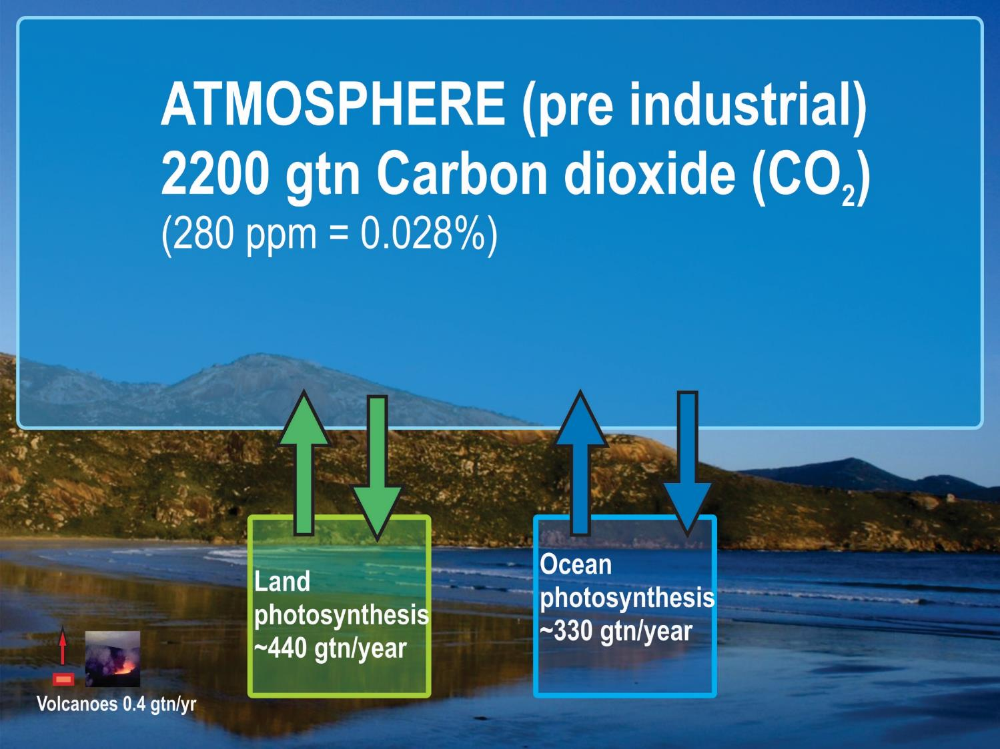 ATMOSPHERE (pre industrial)
2200 gtn Carbon dioxide (CO₂)
(280 ppm = 0.028%)
Land
photosynthesis
~440 gtn/year
Ocean
photosynthesis
~330 gtn/year
Volcanoes 0.4 gtn/yr